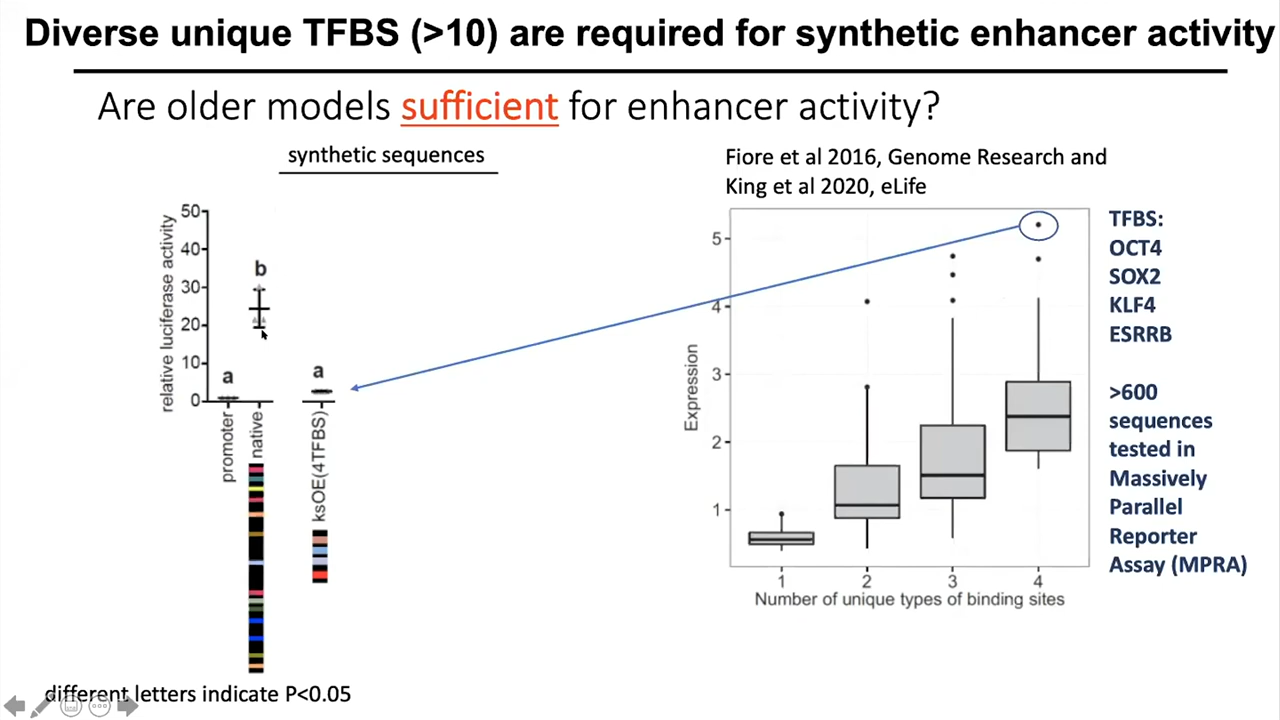 Diverse unique TFBS (>10) are required for synthetic enhancer activity
Are older models sufficient for enhancer activity?
synthetic sequences
relative luciferase activity
50
40
30
20
10
0
a
b
a
promoter
native
ksOE(4TFBS)
different letters indicate P<0.05
Fiore et al 2016, Genome Research and
King et al 2020, eLife
Expression
5
4
3
2
1
1
2
3
4
Number of unique types of binding sites
TFBS:
OCT4
SOX2
KLF4
ESRRB
>600
sequences
tested in
Massively
Parallel
Reporter
Assay (MPRA)